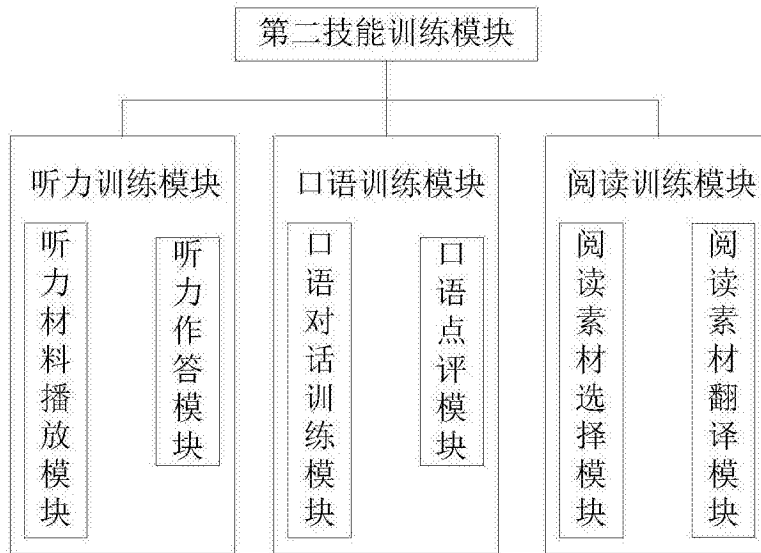 第二技能训练模块
听力训练模块
听力材料播放模块
听力作答模块
口语训练模块
口语对话训练模块
口语点评模块
阅读训练模块
阅读素材选择模块
阅读素材翻译模块